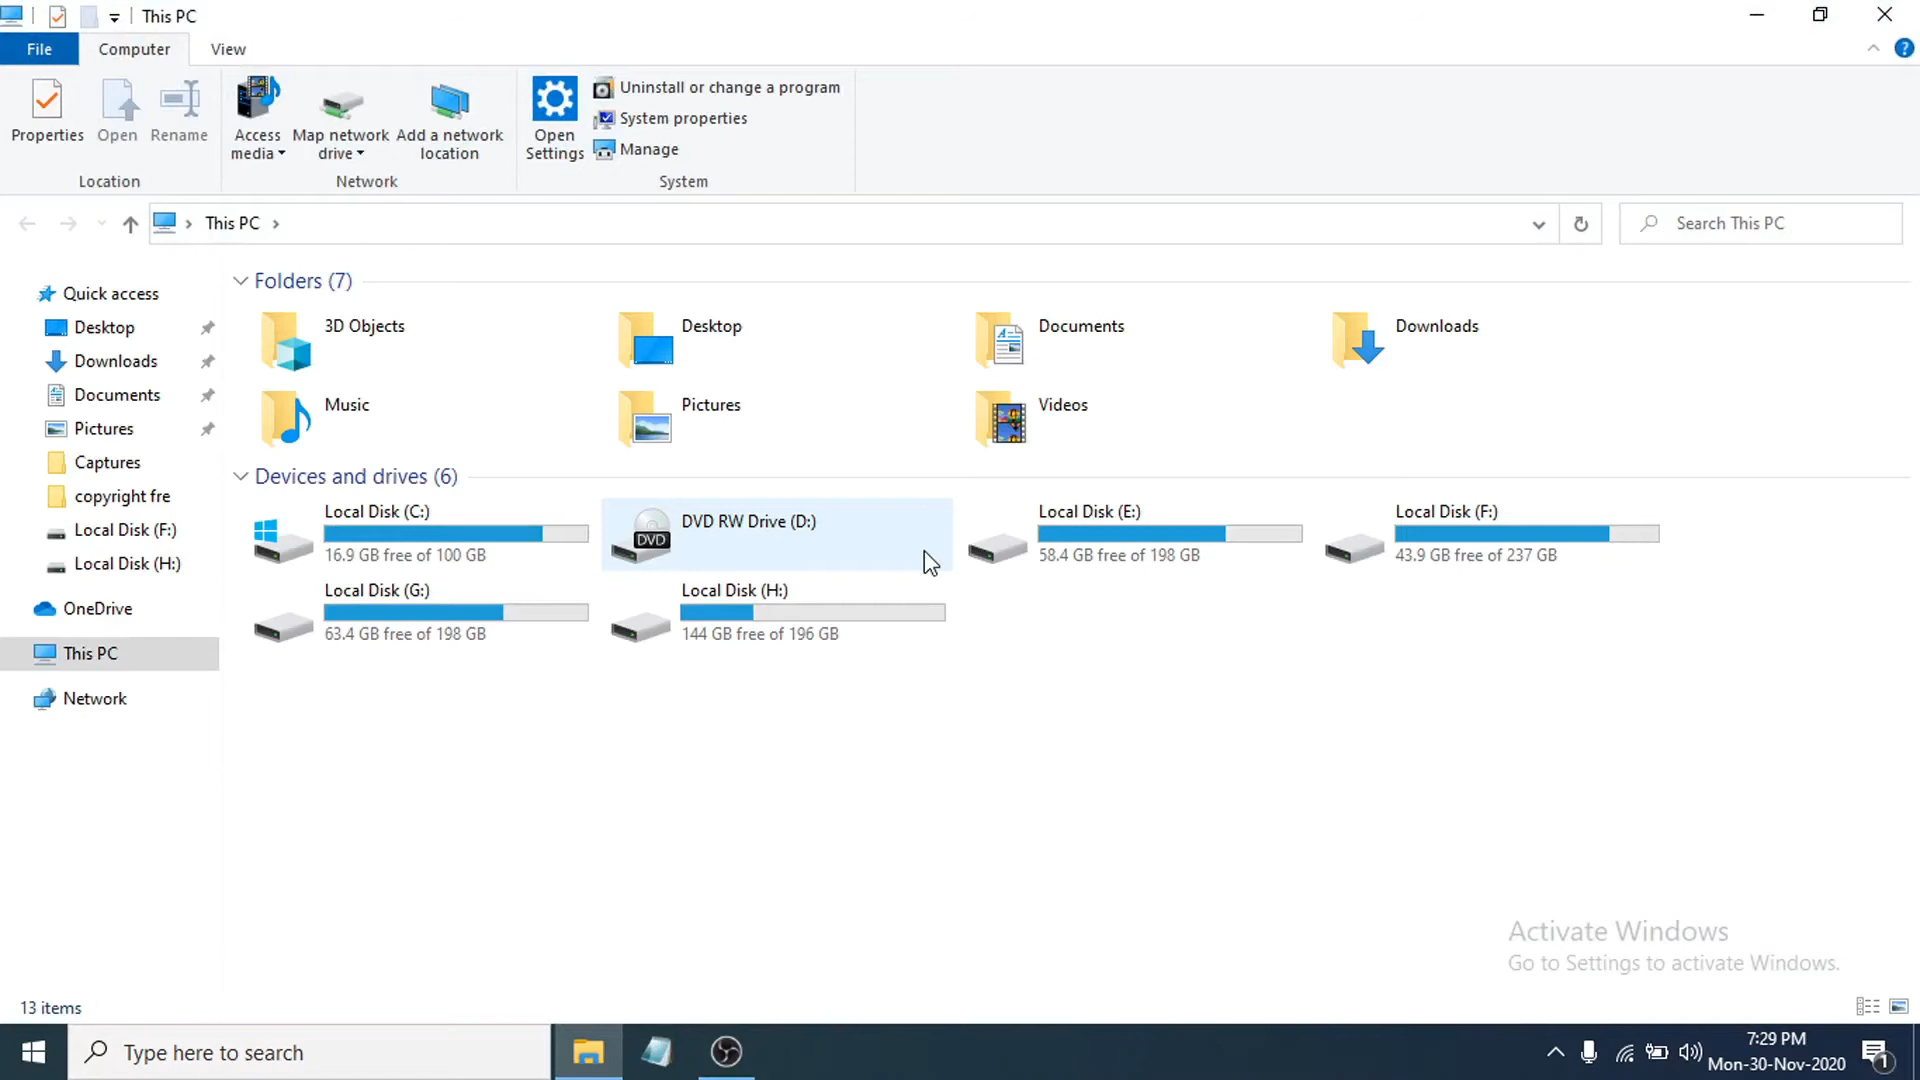 This PC
File
Computer
View
Properties
Open
Rename
Access
media
Map network
drive
Add a network
location
Open
Settings
Uninstall or change a program
System properties
Manage
Location
Network
System
This PC
Search This PC
Quick access
Desktop
Downloads
Documents
Pictures
Captures
copyright fre
Local Disk (F:)
Local Disk (H:)
OneDrive
This PC
Network
Folders (7)
3D Objects
Desktop
Documents
Downloads
Music
Pictures
Videos
Devices and drives (6)
Local Disk (C:)
16.9 GB free of 100 GB
DVD RW Drive (D:)
DVD
Local Disk (E:)
58.4 GB free of 198 GB
Local Disk (F:)
43.9 GB free of 237 GB
Local Disk (G:)
63.4 GB free of 198 GB
Local Disk (H:)
144 GB free of 196 GB
Activate Windows
Go to Settings to activate Windows.
13 items
Type here to search
7:29 PM
Mon-30-Nov-2020
1